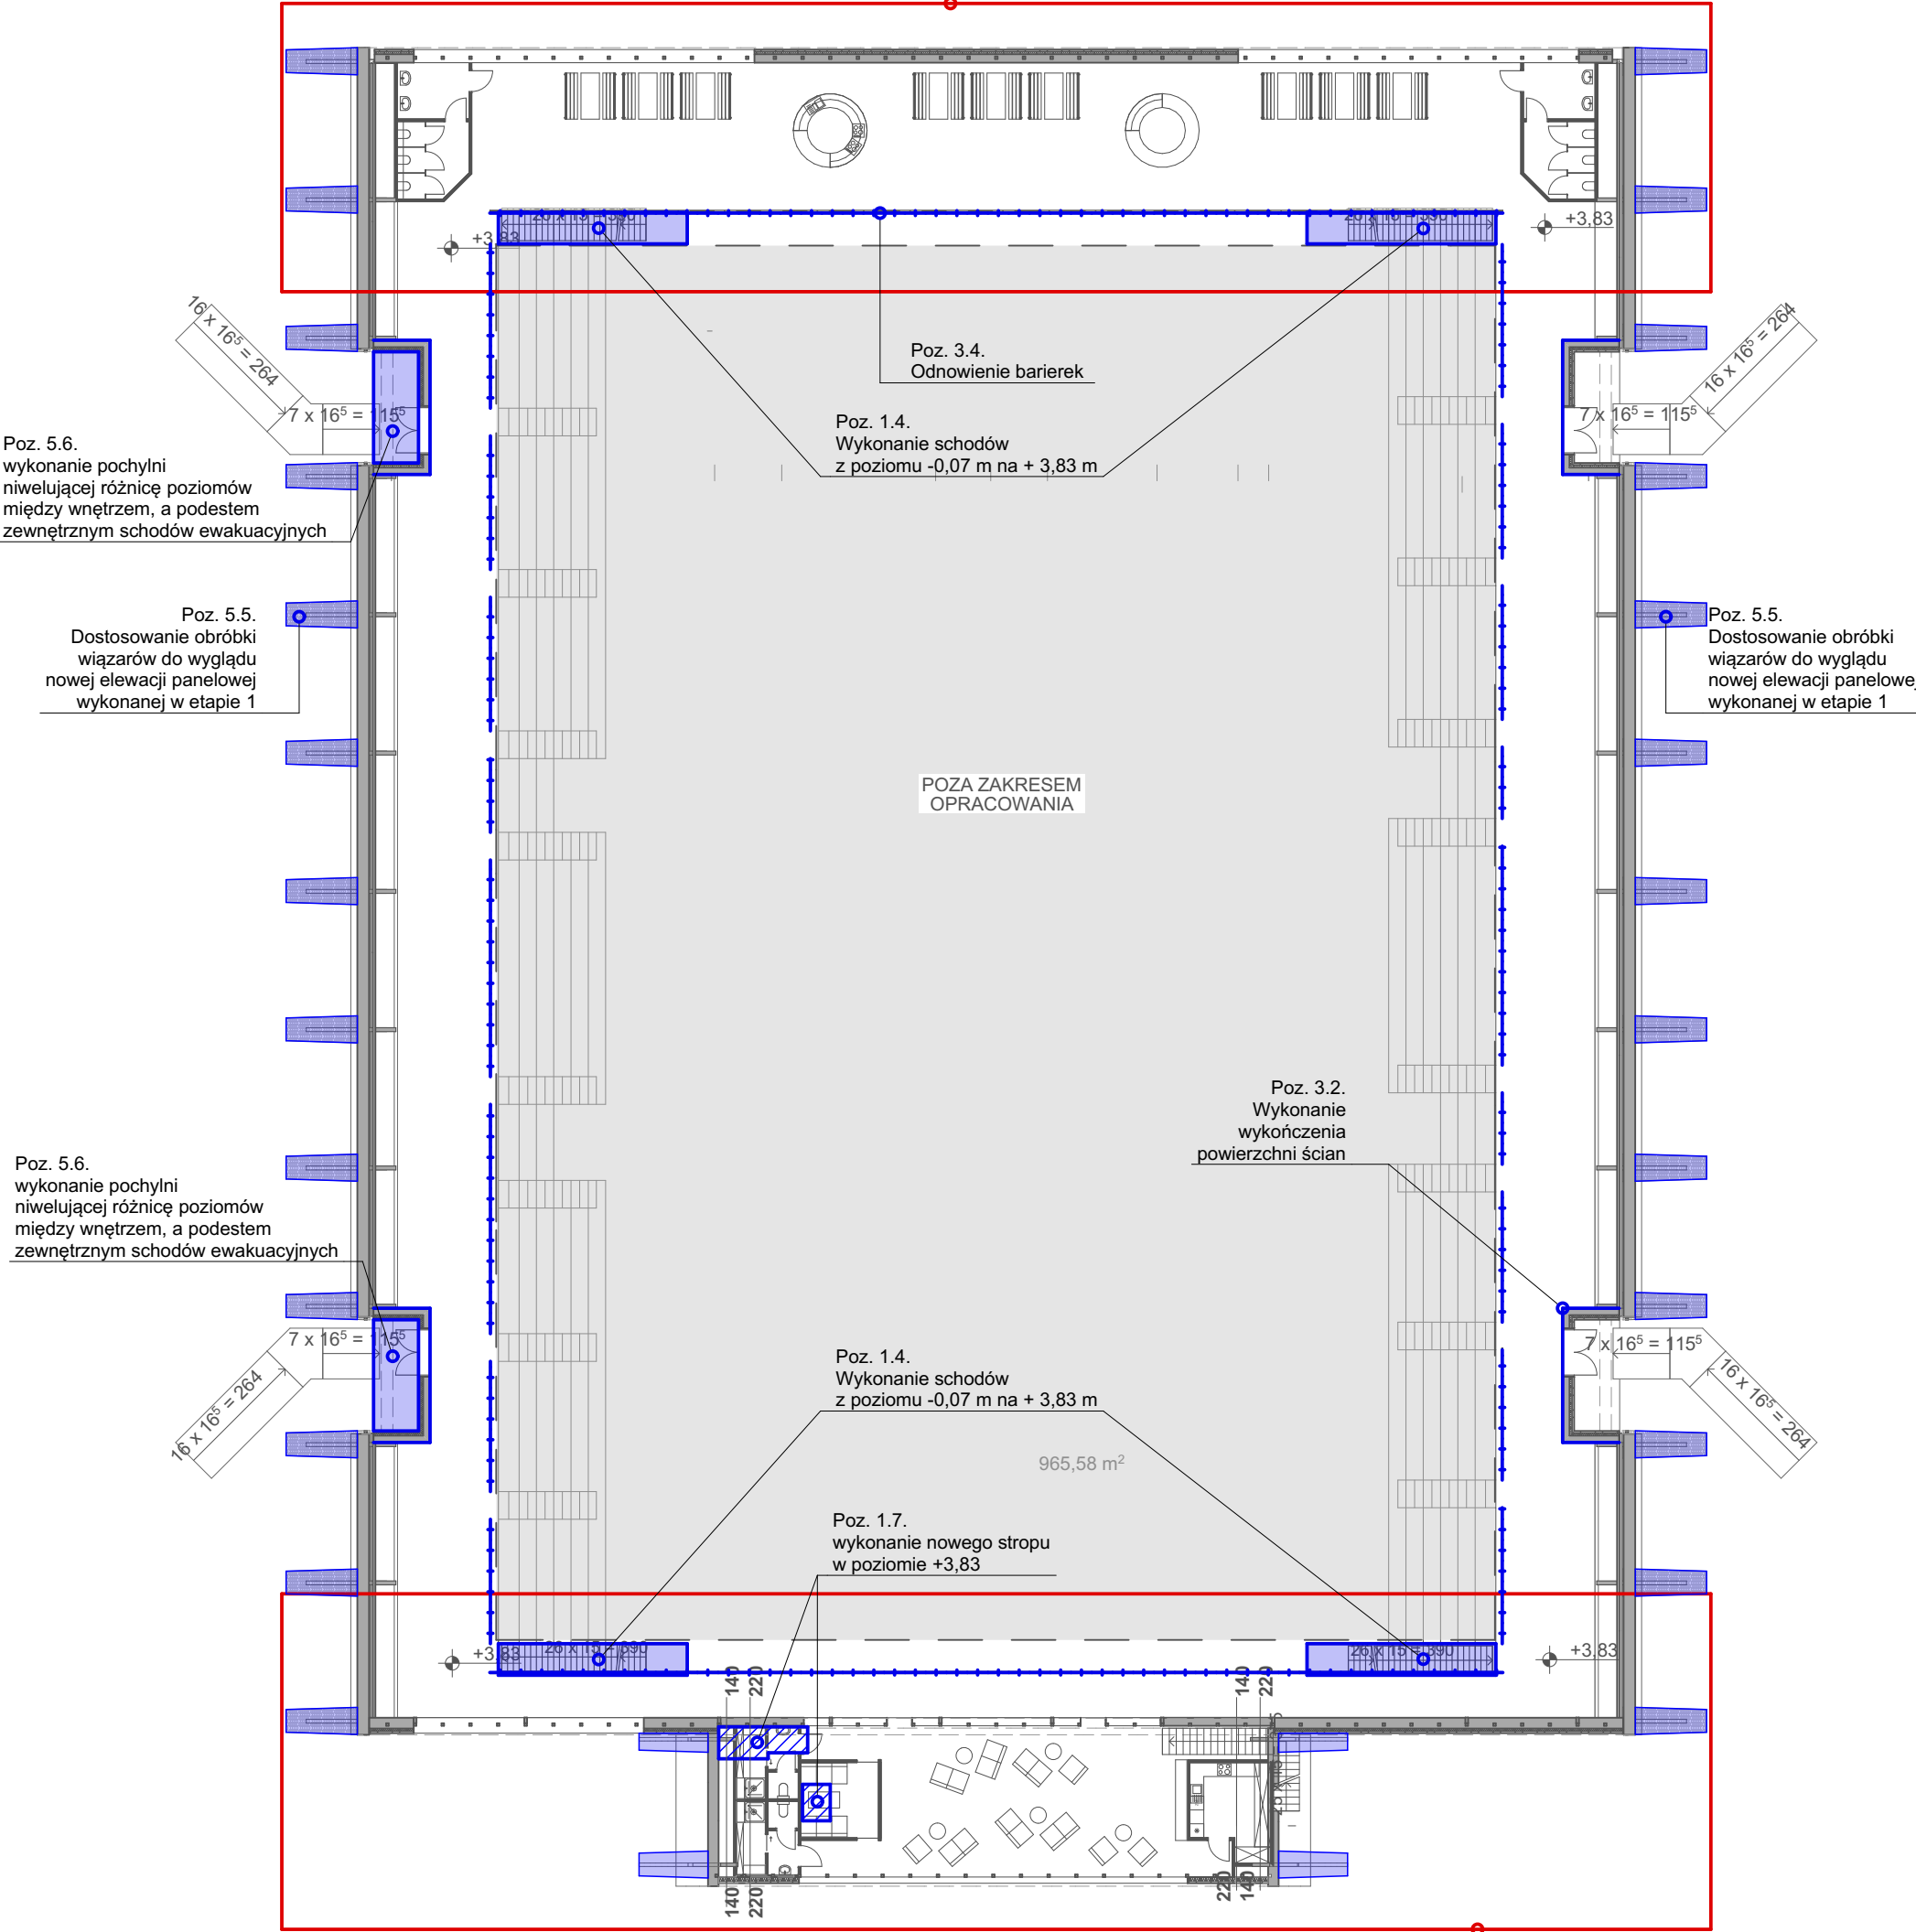 +3,83
+3,83
16 x 16⁵ = 264
7 x 16⁵ = 115⁵
16 x 16⁵ = 264
7 x 16⁵ = 115⁵
Poz. 3.4.
Odnowienie barierek
Poz. 1.4.
Wykonanie schodów
z poziomu -0,07 m na + 3,83 m
Poz. 5.6.
wykonanie pochylni
niwelującej różnicę poziomów
między wnętrzem, a podestem
zewnętrznym schodów ewakuacyjnych
Poz. 5.5.
Dostosowanie obróbki
wiązarów do wyglądu
nowej elewacji panelowej
wykonanej w etapie 1
Poz. 5.5.
Dostosowanie obróbki
wiązarów do wyglądu
nowej elewacji panelowej
wykonanej w etapie 1
POZA ZAKRESEM
OPRACOWANIA
Poz. 3.2.
Wykonanie
wykończenia
powierzchni ścian
Poz. 5.6.
wykonanie pochylni
niwelującej różnicę poziomów
między wnętrzem, a podestem
zewnętrznym schodów ewakuacyjnych
7 x 16⁵ = 115⁵
16 x 16⁵ = 264
7 x 16⁵ = 115⁵
16 x 16⁵ = 264
Poz. 1.4.
Wykonanie schodów
z poziomu -0,07 m na + 3,83 m
965,58 m²
Poz. 1.7.
wykonanie nowego stropu
w poziomie +3,83
+3,83
26 x 15 = 390
26 x 15 = 390
+3,83
140
220
140
220
140
220
220
140